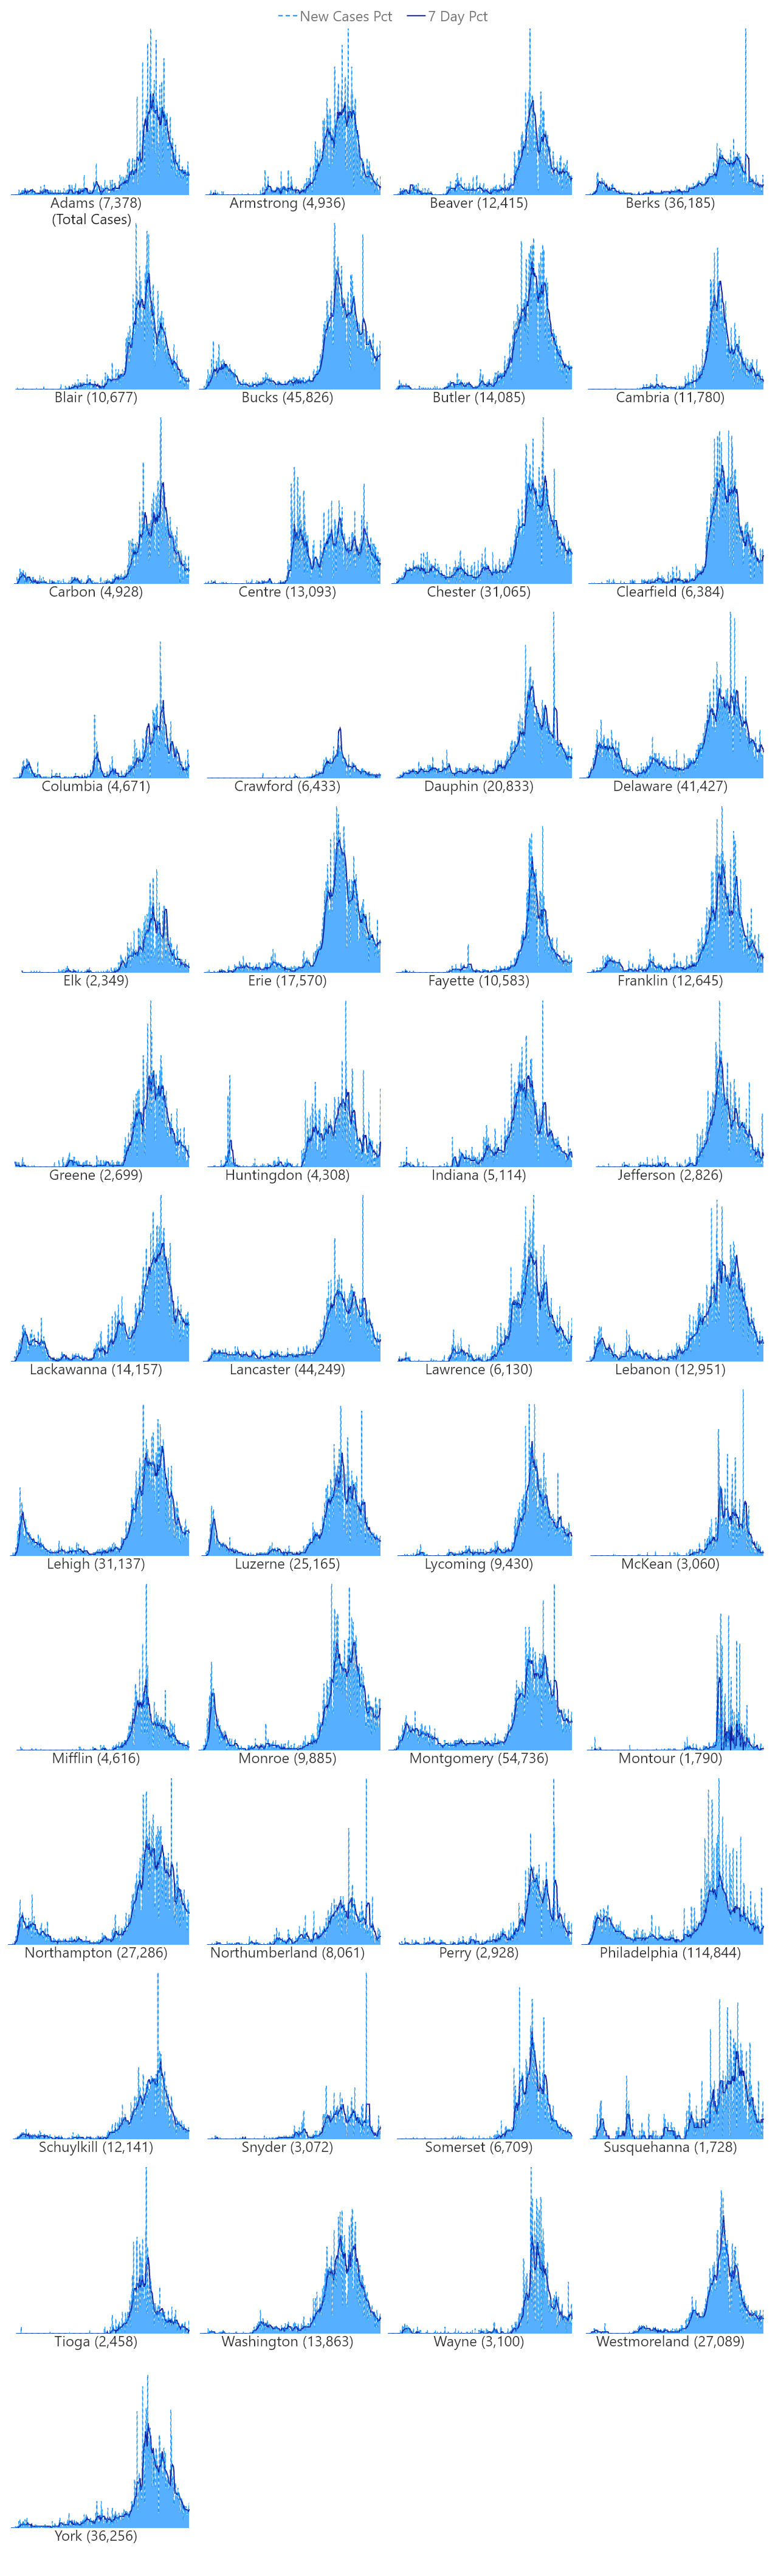 New Cases Pct 7 Day Pct
Adams (7,378) Armstrong (4,936) Beaver (12,415) Berks (36,185)
(Total Cases)
Blair (10,677) Bucks (45,826) Butler (14,085) Cambria (11,780)
Carbon (4,928) Centre (13,093) Chester (31,065) Clearfield (6,384)
Columbia (4,671) Crawford (6,433) Dauphin (20,833) Delaware (41,427)
Elk (2,349) Erie (17,570) Fayette (10,583) Franklin (12,645)
Greene (2,699) Huntingdon (4,308) Indiana (5,114) Jefferson (2,826)
Lackawanna (14,157) Lancaster (44,249) Lawrence (6,130) Lebanon (12,951)
Lehigh (31,137) Luzerne (25,165) Lycoming (9,430) McKean (3,060)
Mifflin (4,616) Monroe (9,885) Montgomery (54,736) Montour (1,790)
Northampton (27,286) Northumberland (8,061) Perry (2,928) Philadelphia (114,844)
Schuylkill (12,141) Snyder (3,072) Somerset (6,709) Susquehanna (1,728)
Tioga (2,458) Washington (13,863) Wayne (3,100) Westmoreland (27,089)
York (36,256)